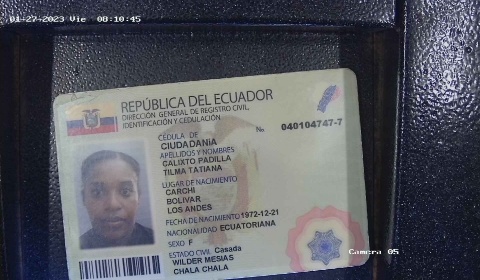 01-27-2023 Vie 08:10:45
REPÚBLICA DEL ECUADOR
DIRECCIÓN GENERAL DE REGISTRO CIVIL,
IDENTIFICACIÓN Y CEDULACIÓN
CÉDULA DE
CIUDADANIA
No 040104747-7
APELLIDOS Y NOMBRES
CALIXTO PADILLA
TILMA TATIANA
LUGAR DE NACIMIENTO
CARCHI
BOLIVAR
LOS ANDES
FECHA DE NACIMIENTO 1972-12-21
NACIONALIDAD ECUATORIANA
SEXO F
ESTADO CIVIL Casada
WILDER MESIAS
CHALA CHALA
Camera 05